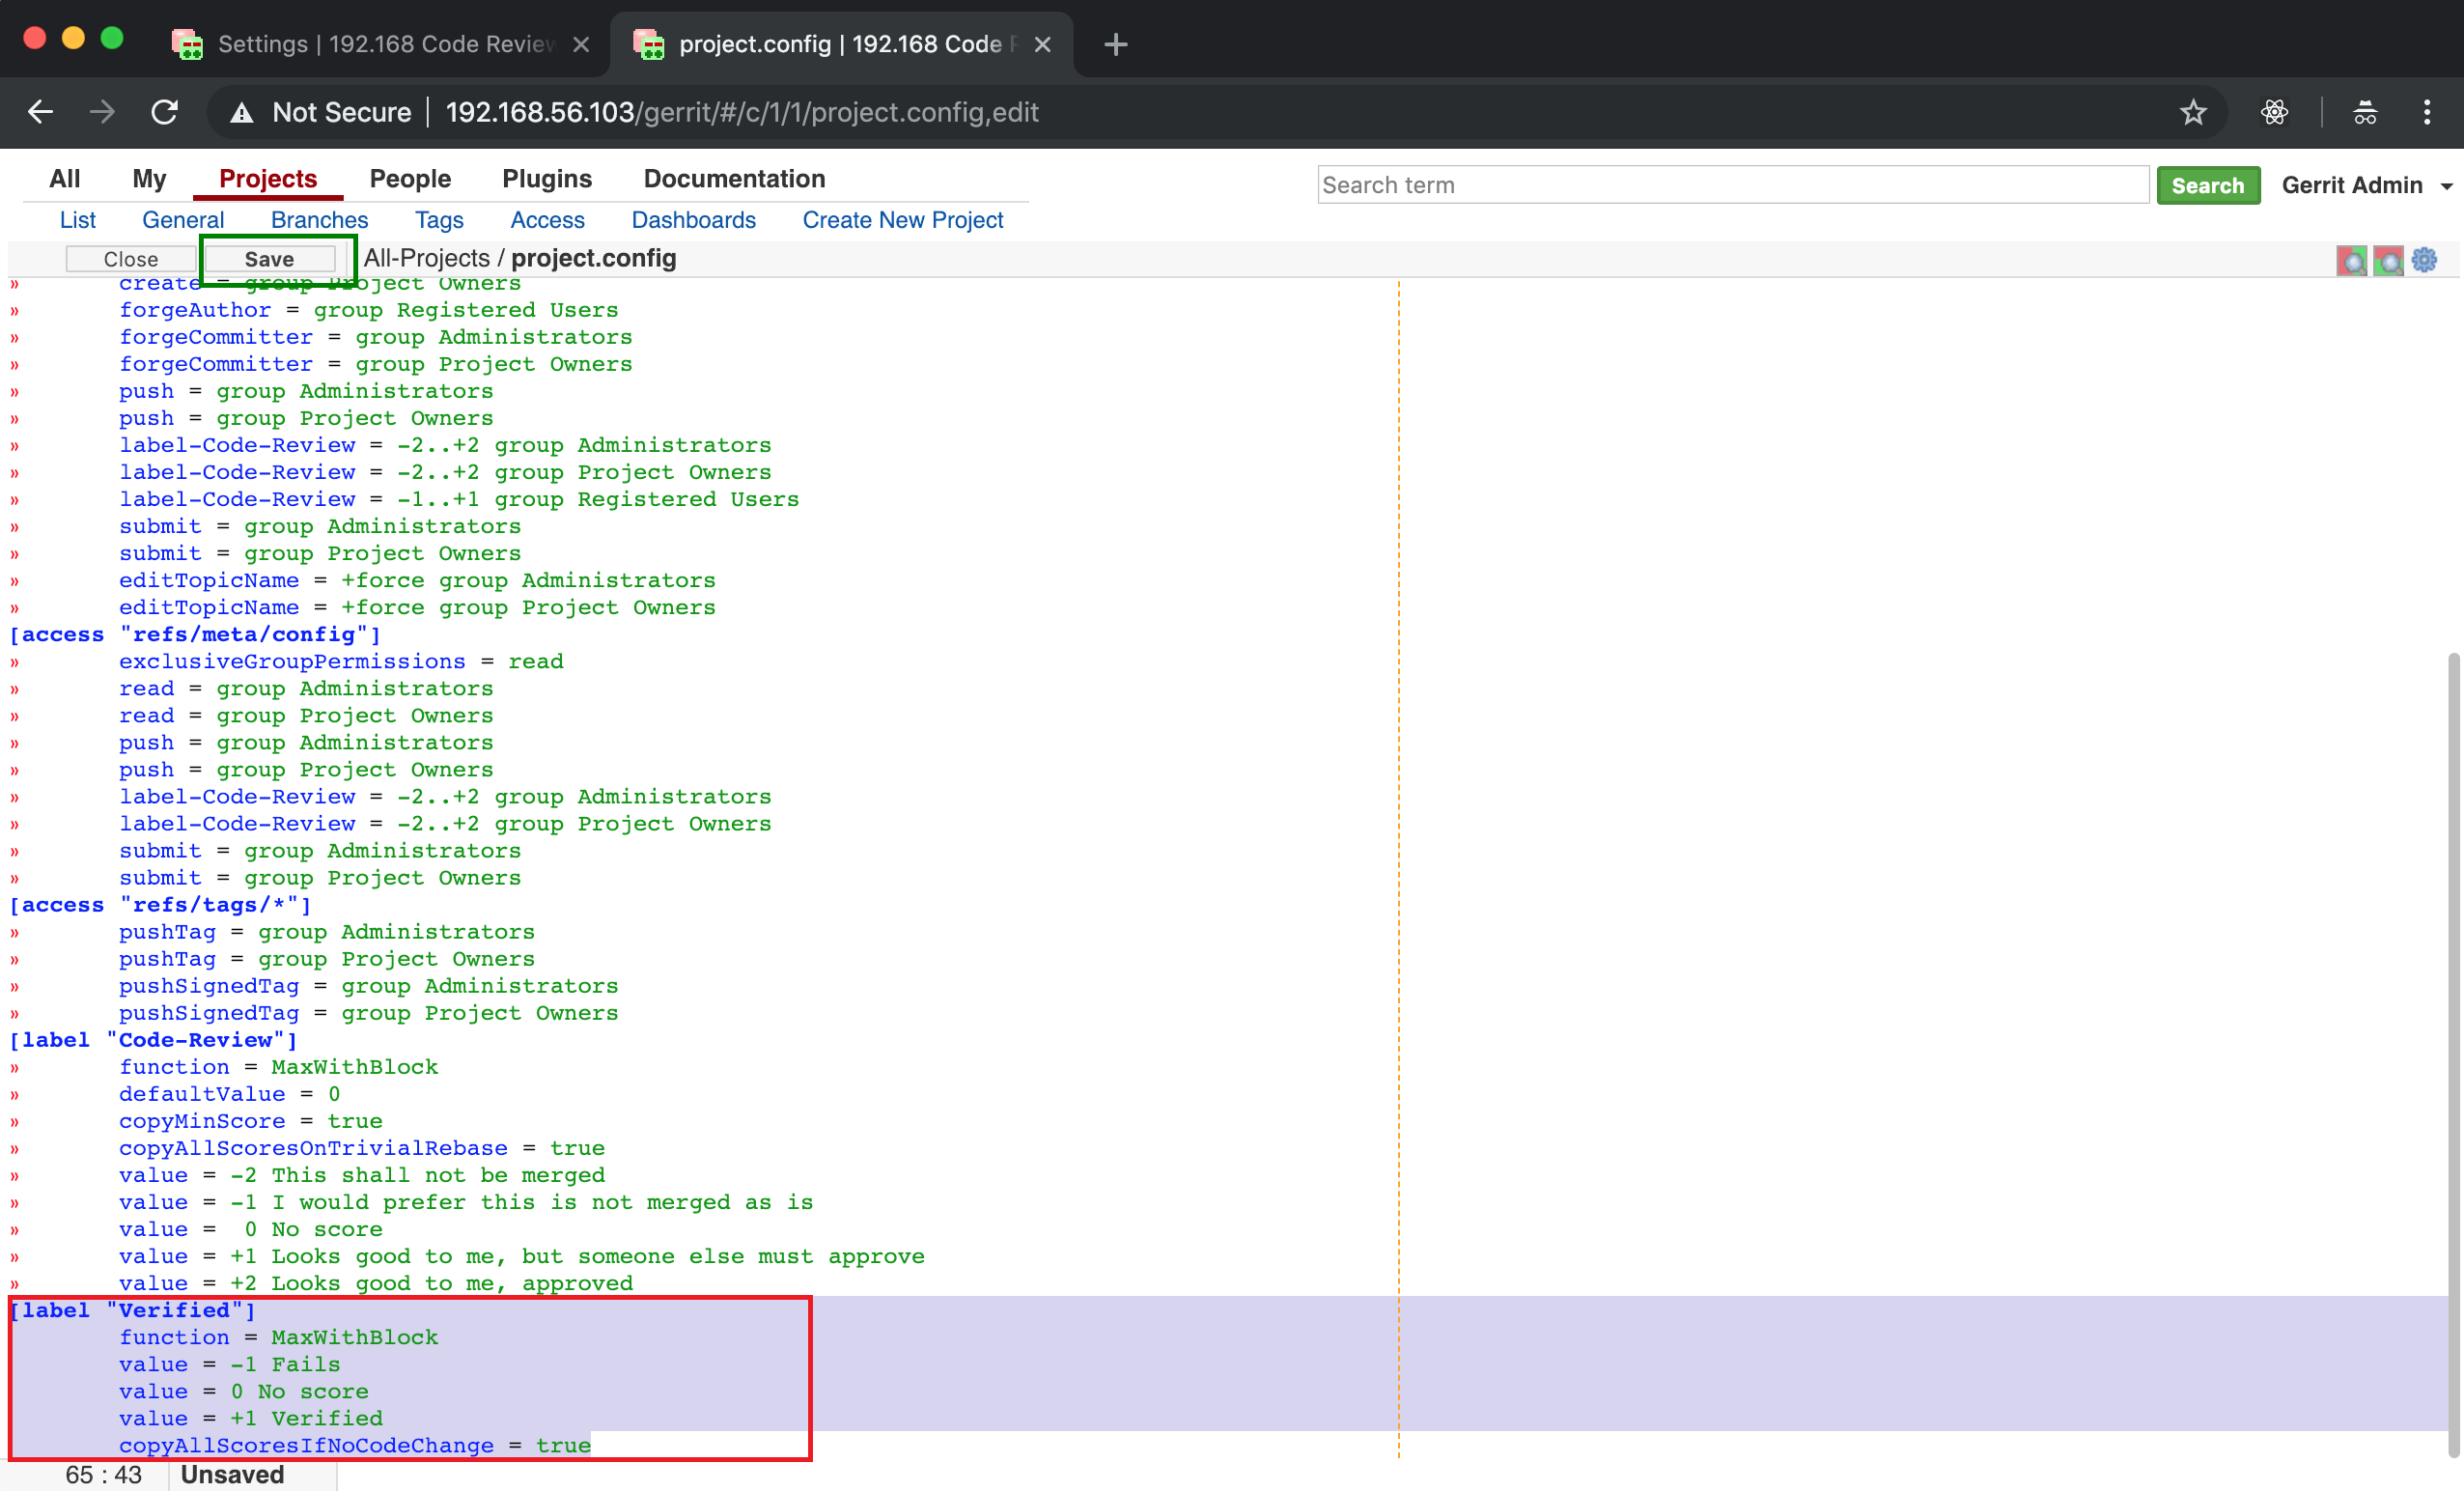 Settings | 192.168 Code Review
project.config | 192.168 Code R
Not Secure | 192.168.56.103/gerrit/#/c/1/1/project.config,edit
All My Projects People Plugins Documentation
Search term Search Gerrit Admin
List General Branches Tags Access Dashboards Create New Project
Close Save All-Projects / project.config
» create = group Project Owners
» forgeAuthor = group Registered Users
» forgeCommitter = group Administrators
» forgeCommitter = group Project Owners
» push = group Administrators
» push = group Project Owners
» label-Code-Review = -2..+2 group Administrators
» label-Code-Review = -2..+2 group Project Owners
» label-Code-Review = -1..+1 group Registered Users
» submit = group Administrators
» submit = group Project Owners
» editTopicName = +force group Administrators
» editTopicName = +force group Project Owners
[access "refs/meta/config"]
» exclusiveGroupPermissions = read
» read = group Administrators
» read = group Project Owners
» push = group Administrators
» push = group Project Owners
» label-Code-Review = -2..+2 group Administrators
» label-Code-Review = -2..+2 group Project Owners
» submit = group Administrators
» submit = group Project Owners
[access "refs/tags/*"]
» pushTag = group Administrators
» pushTag = group Project Owners
» pushSignedTag = group Administrators
» pushSignedTag = group Project Owners
[label "Code-Review"]
» function = MaxWithBlock
» defaultValue = 0
» copyMinScore = true
» copyAllScoresOnTrivialRebase = true
» value = -2 This shall not be merged
» value = -1 I would prefer this is not merged as is
» value =  0 No score
» value = +1 Looks good to me, but someone else must approve
» value = +2 Looks good to me, approved
[label "Verified"]
function = MaxWithBlock
value = -1 Fails
value = 0 No score
value = +1 Verified
copyAllScoresIfNoCodeChange = true
65 : 43 Unsaved